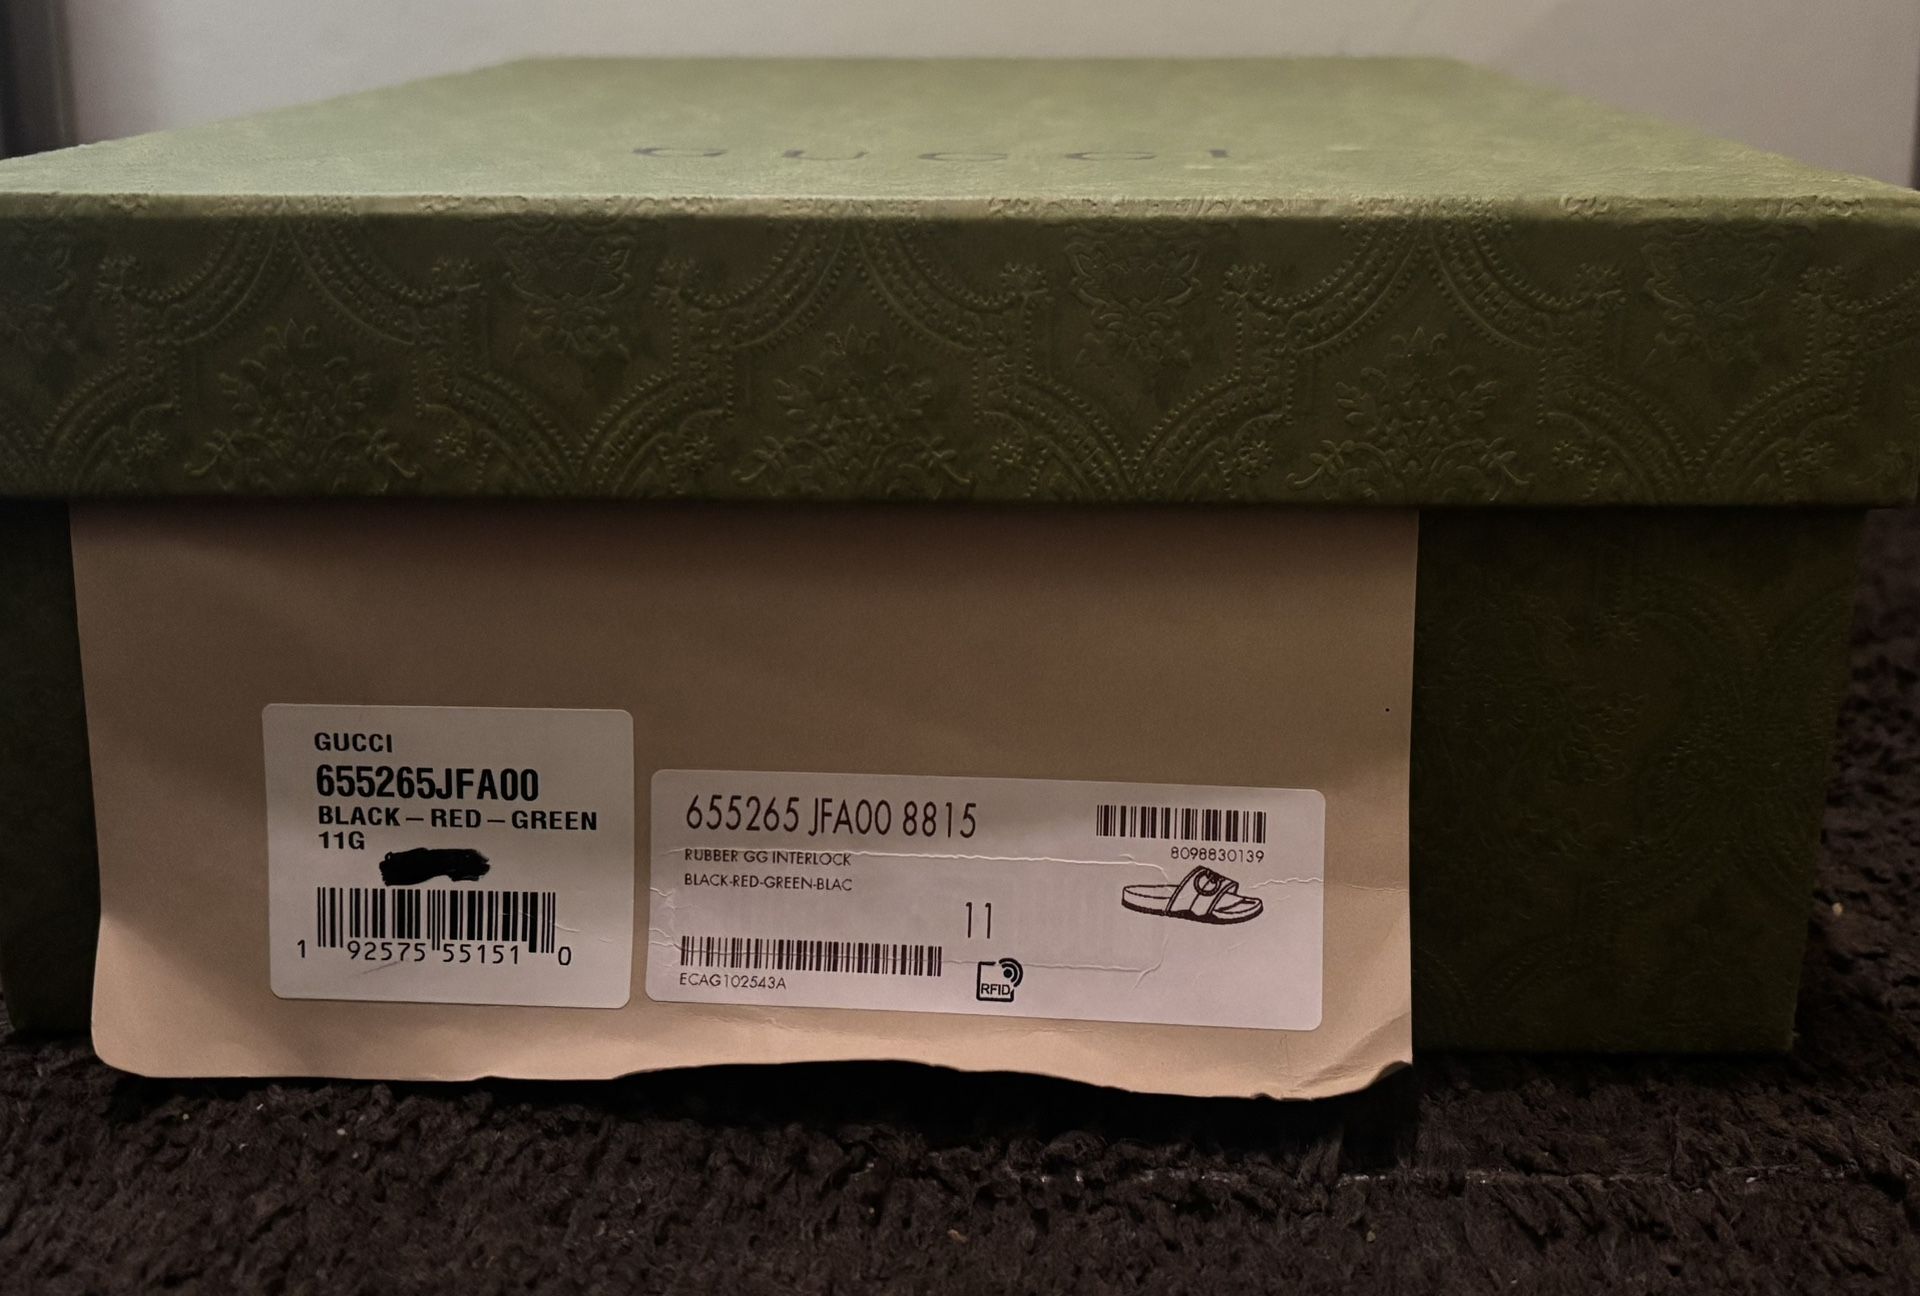 GUCCI
GUCCI
655265JFA00
BLACK – RED – GREEN
11G
1 92575 55151 0
655265 JFA00 8815
RUBBER GG INTERLOCK
BLACK-RED-GREEN-BLAC
8098830139
11
ECAG102543A
RFID